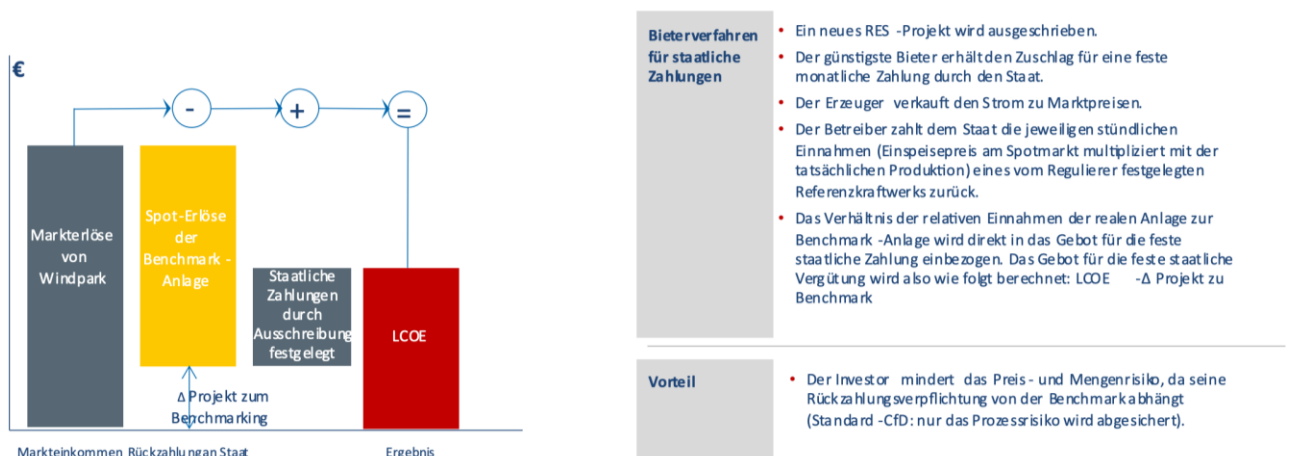 €
-
+
=
Markterlöse
von
Windpark
Spot-Erlöse
der
Benchmark -
Anlage
Staatliche
Zahlungen
durch
Ausschreibung
festgelegt
LCOE
Δ Projekt zum
Benchmarking
Markteinkommen Rückzahlungan Staat
Ergebnis
Bieterverfahren
für staatliche
Zahlungen
• Ein neues RES -Projekt wird ausgeschrieben.
• Der günstigste Bieter erhält den Zuschlag für eine feste
monatliche Zahlung durch den Staat.
• Der Erzeuger verkauft den Strom zu Marktpreisen.
• Der Betreiber zahlt dem Staat die jeweiligen stündlichen
Einnahmen (Einspeisepreis am Spotmarkt multipliziert mit der
tatsächlichen Produktion) eines vom Regulierer festgelegten
Referenzkraftwerks zurück.
• Das Verhältnis der relativen Einnahmen der realen Anlage zur
Benchmark -Anlage wird direkt in das Gebot für die feste
staatliche Zahlung einbezogen. Das Gebot für die feste staatliche
Vergütung wird also wie folgt berechnet: LCOE -Δ Projekt zu
Benchmark
Vorteil
• Der Investor mindert das Preis - und Mengenrisiko, da seine
Rückzahlungsverpflichtung von der Benchmark abhängt
(Standard -CfD: nur das Prozessrisiko wird abgesichert).